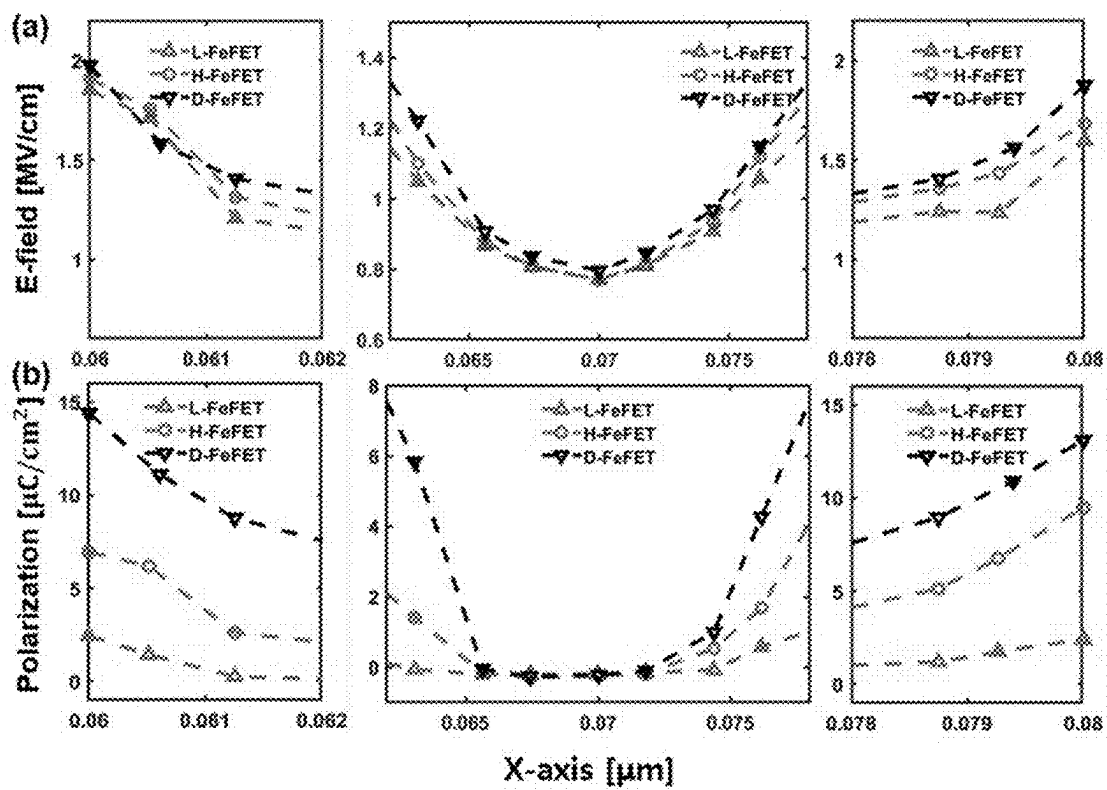 (a)
E-field [MV/cm]
2
1.5
1
L-FeFET
H-FeFET
D-FeFET
0.06
0.061
0.062
1.4
1.2
1
0.8
0.6
L-FeFET
H-FeFET
D-FeFET
0.065
0.07
0.075
2
1.5
1
L-FeFET
H-FeFET
D-FeFET
0.078
0.079
0.08
(b)
Polarization [μC/cm²]
15
10
5
0
L-FeFET
H-FeFET
D-FeFET
0.06
0.061
0.062
8
6
4
2
0
L-FeFET
H-FeFET
D-FeFET
0.065
0.07
0.075
15
10
5
0
L-FeFET
H-FeFET
D-FeFET
0.078
0.079
0.08
X-axis [μm]